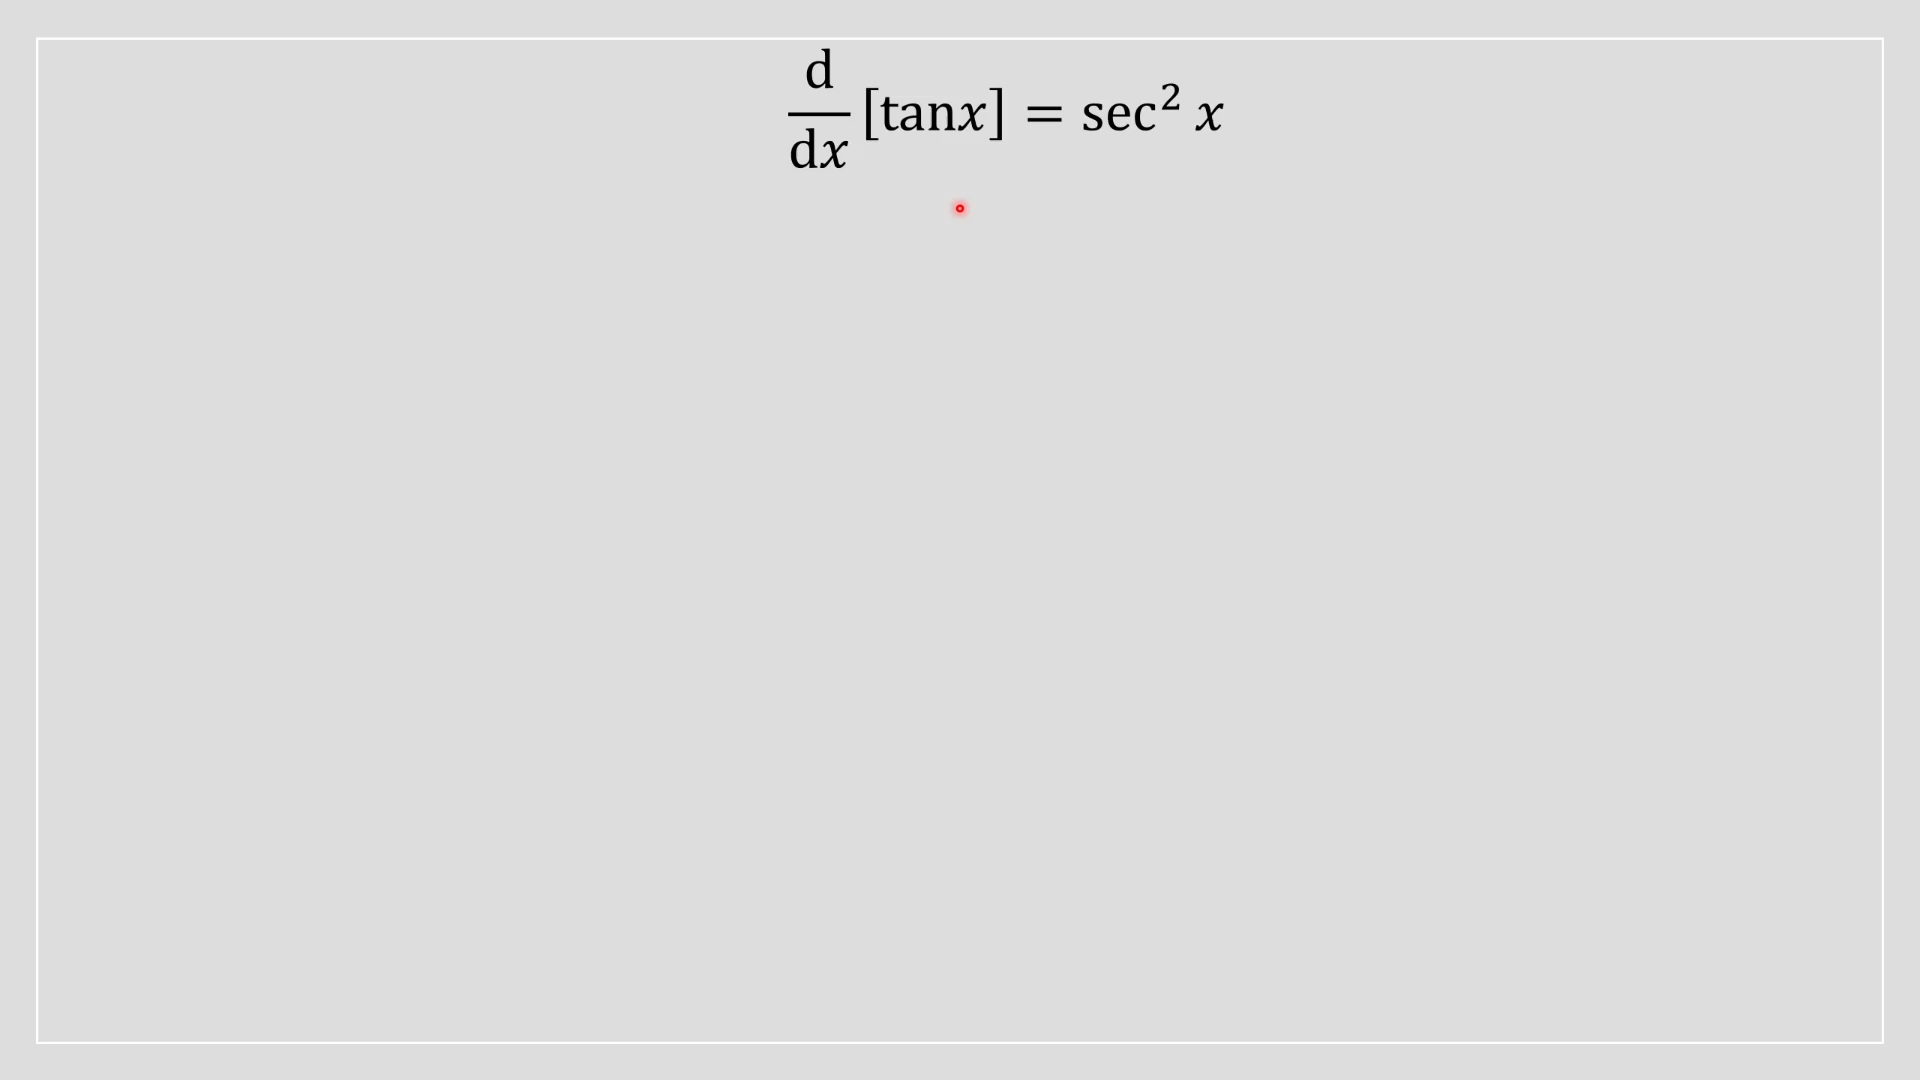 d/dx [tanx] = sec² x